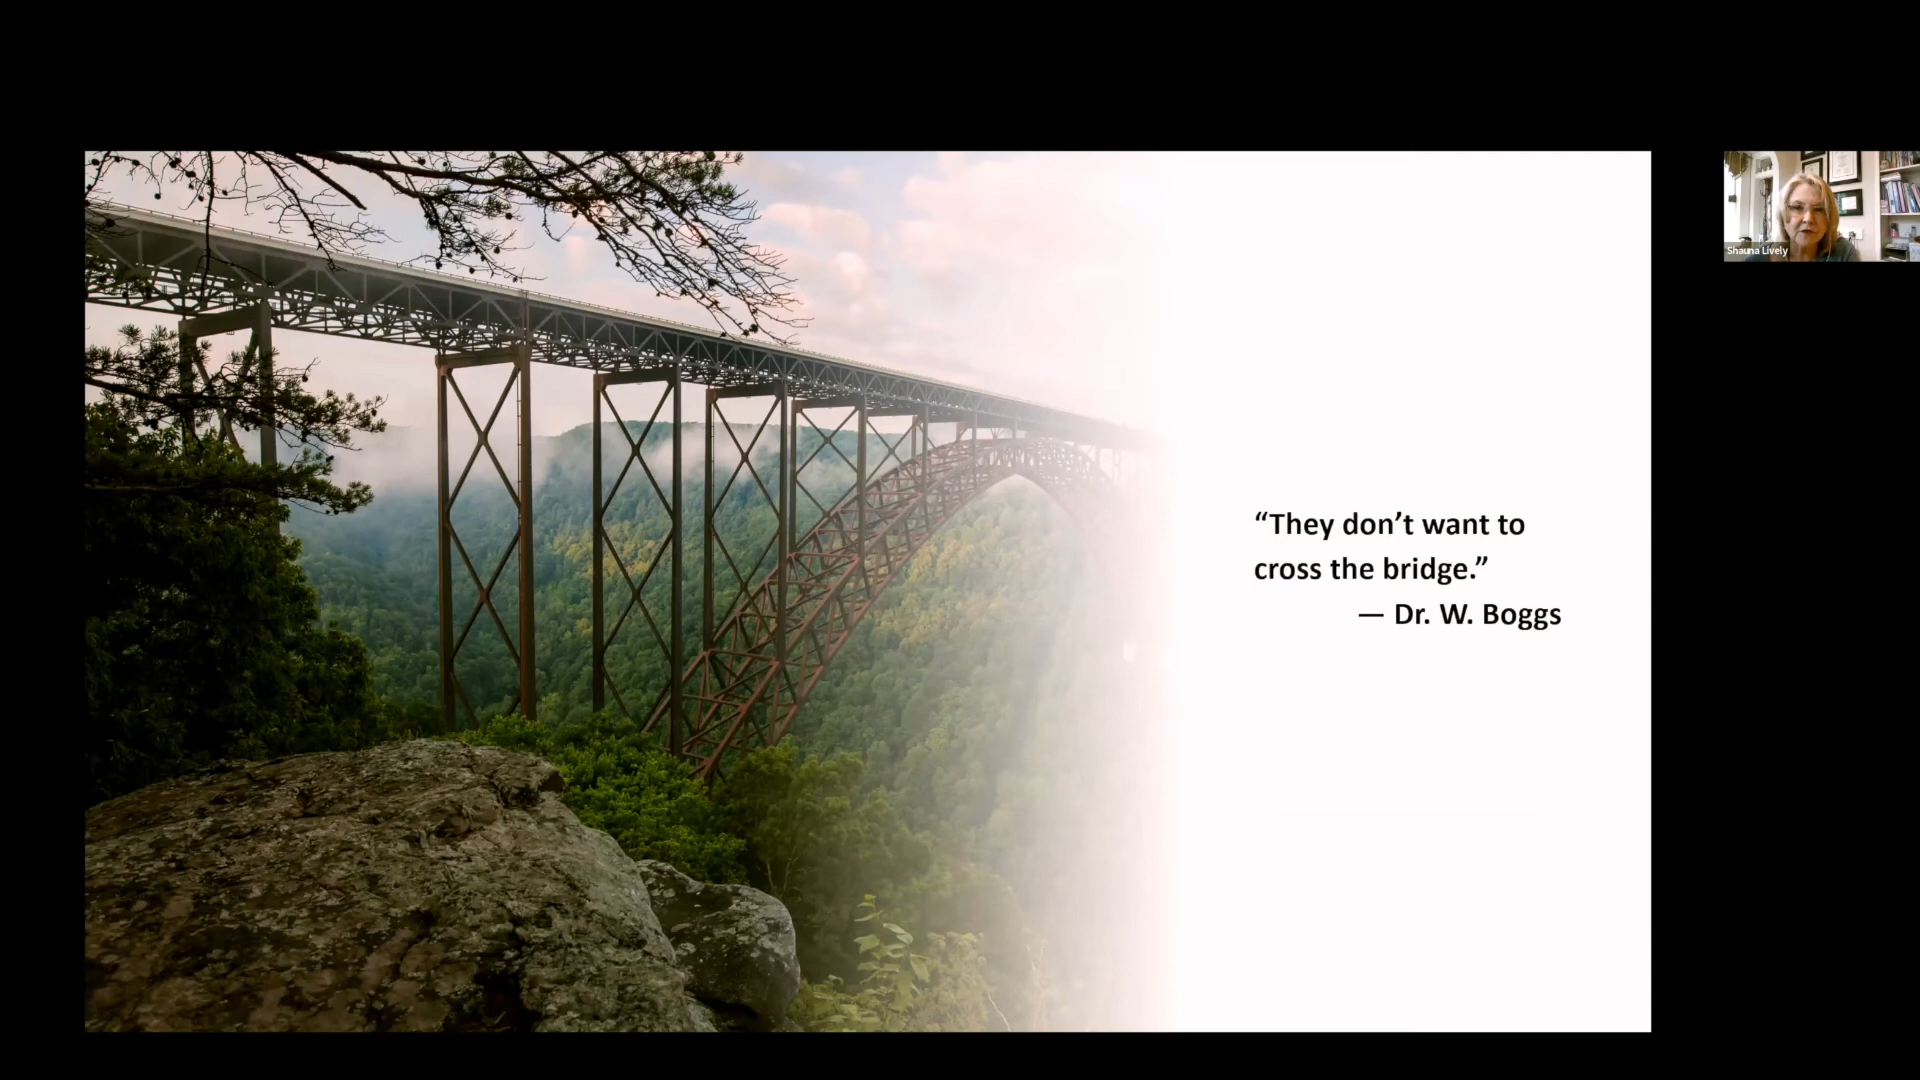 “They don’t want to
cross the bridge.”
— Dr. W. Boggs
Shauna Lively